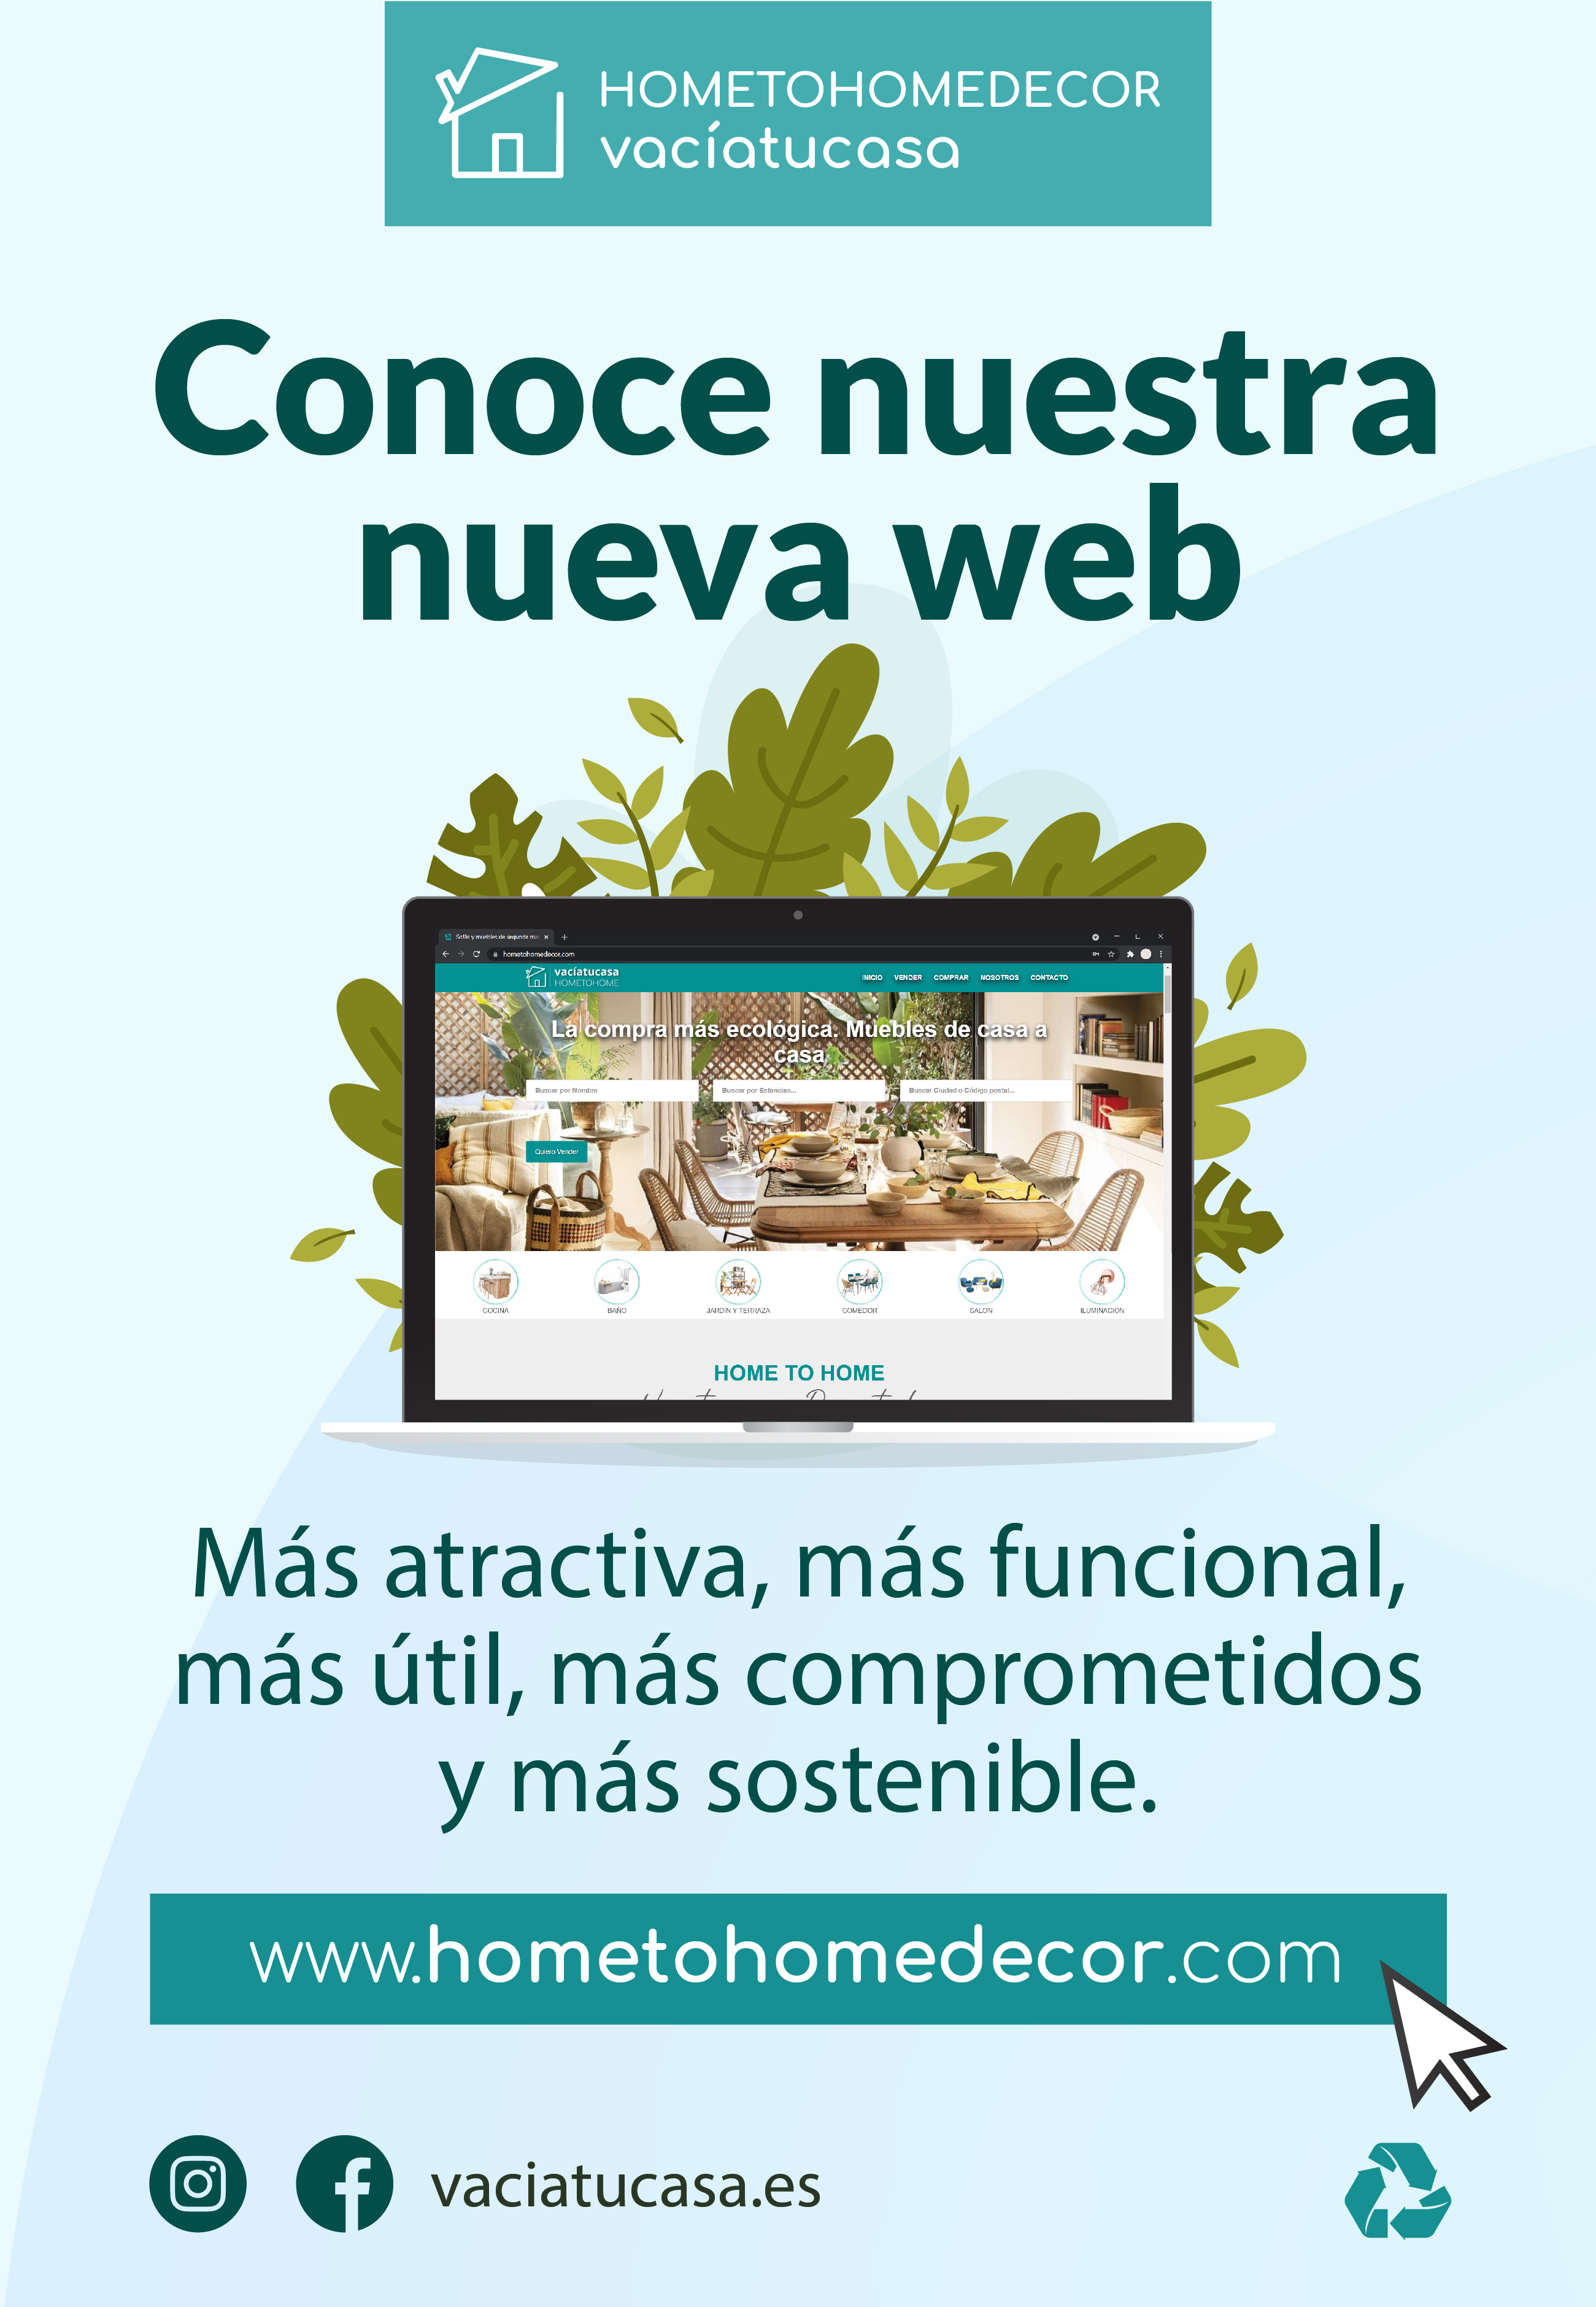 HOMETOHOMEDECOR
vacíatucasa
Conoce nuestra
nueva web
Sofás y muebles de segunda
hometohomedecor.com
vacíatucasa
HOMETOHOME
INICIO VENDER COMPRAR NOSOTROS CONTACTO
La compra más ecológica. Muebles de casa a
casa
Buscar por Nombre
Buscar por Estancias...
Buscar Ciudad o Código postal...
Quiero Vender
COCINA BAÑO JARDÍN Y TERRAZA COMEDOR SALON ILUMINACIÓN
HOME TO HOME
Más atractiva, más funcional,
más útil, más comprometidos
y más sostenible.
www.hometohomedecor.com
vaciatucasa.es